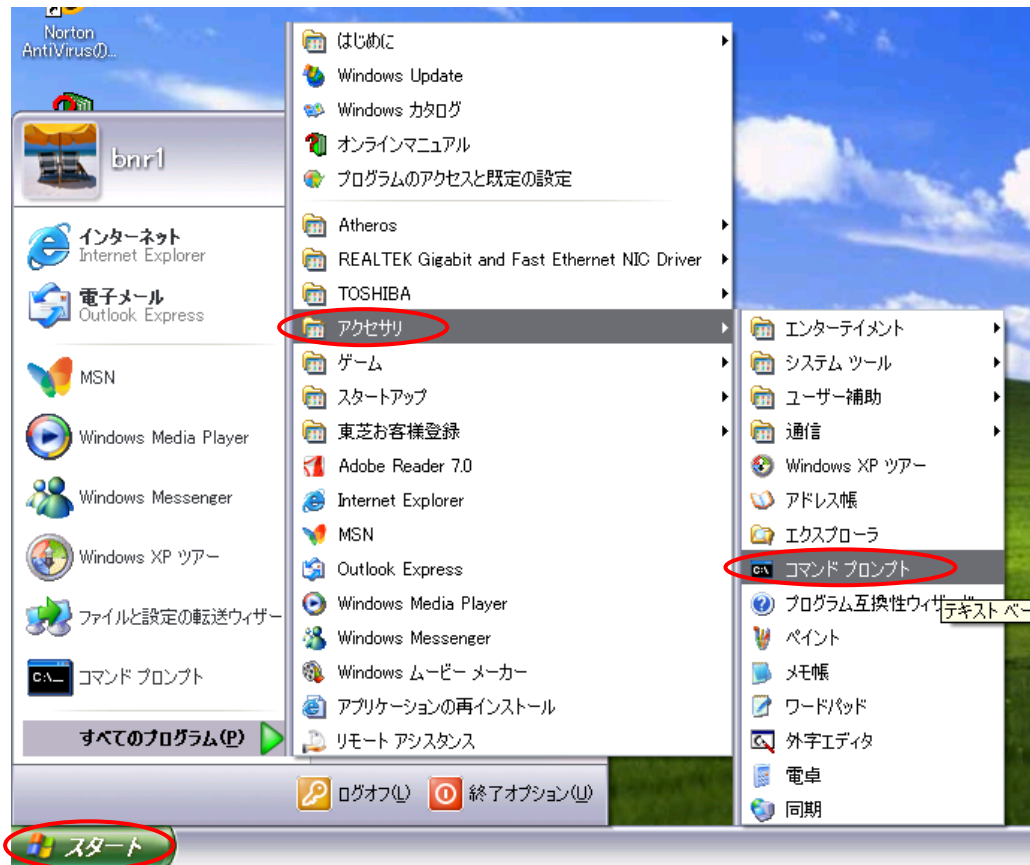 Norton
AntiVirusの...
bnr1
インターネット
Internet Explorer
電子メール
Outlook Express
MSN
Windows Media Player
Windows Messenger
Windows XP ツアー
ファイルと設定の転送ウィザー
C:\_
コマンド プロンプト
すべてのプログラム(P)
はじめに
Windows Update
Windows カタログ
オンラインマニュアル
プログラムのアクセスと既定の設定
Atheros
REALTEK Gigabit and Fast Ethernet NIC Driver
TOSHIBA
アクセサリ
ゲーム
スタートアップ
東芝お客様登録
Adobe Reader 7.0
Internet Explorer
MSN
Outlook Express
Windows Media Player
Windows Messenger
Windows ムービー メーカー
アプリケーションの再インストール
リモート アシスタンス
エンターテイメント
システム ツール
ユーザー補助
通信
Windows XP ツアー
アドレス帳
エクスプローラ
C:\
コマンド プロンプト
プログラム互換性ウィザード
テキスト ベー
ペイント
メモ帳
ワードパッド
外字エディタ
電卓
同期
ログオフ(L)
終了オプション(U)
スタート